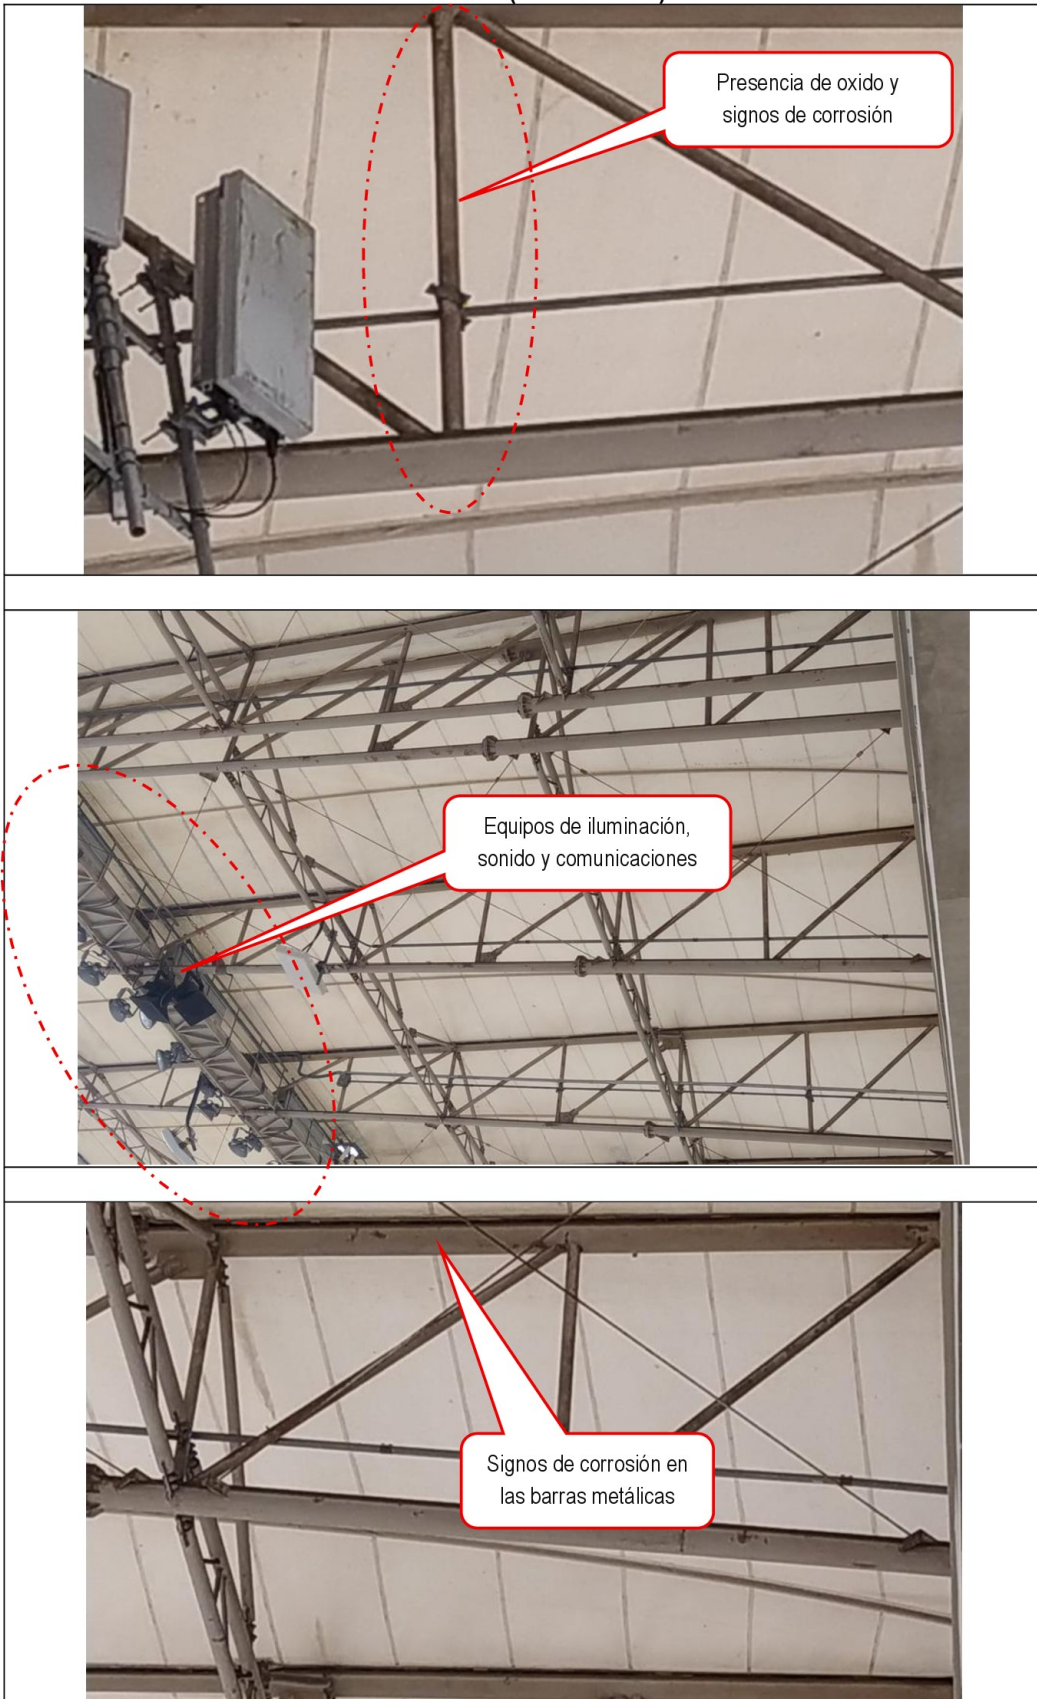 Presencia de oxido y
signos de corrosión
Equipos de iluminación,
sonido y comunicaciones
Signos de corrosión en
las barras metálicas